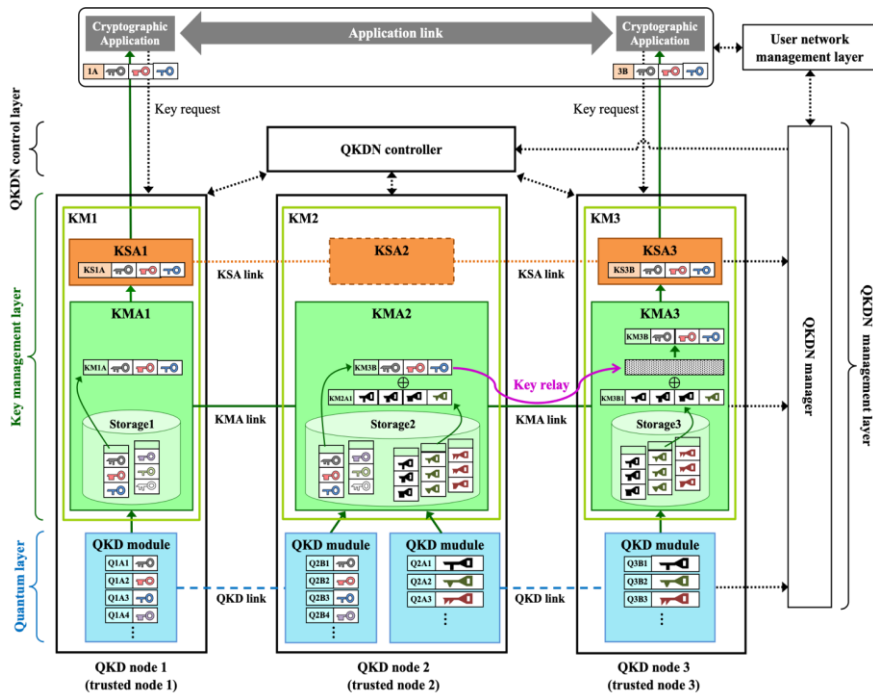 Cryptographic
Application
Application link
Cryptographic
Application
User network
management layer
1A
3B
Key request
Key request
QKDN control layer
QKDN controller
KM1
KM2
KM3
KSA1
KS1A
KSA2
KSA3
KS3B
KSA link
KSA link
Key management layer
KMA1
KM1A
KMA2
KM3B
KM2A1
KMA3
KM3B
KM3B1
Key relay
KMA link
KMA link
Storage1
Storage2
Storage3
QKDN manager
QKDN management layer
Quantum layer
QKD module
Q1A1
Q1A2
Q1A3
Q1A4
QKD mudule
Q2B1
Q2B2
Q2B3
Q2B4
QKD mudule
Q2A1
Q2A2
Q2A3
QKD mudule
Q3B1
Q3B2
Q3B3
QKD link
QKD link
QKD node 1
(trusted node 1)
QKD node 2
(trusted node 2)
QKD node 3
(trusted node 3)